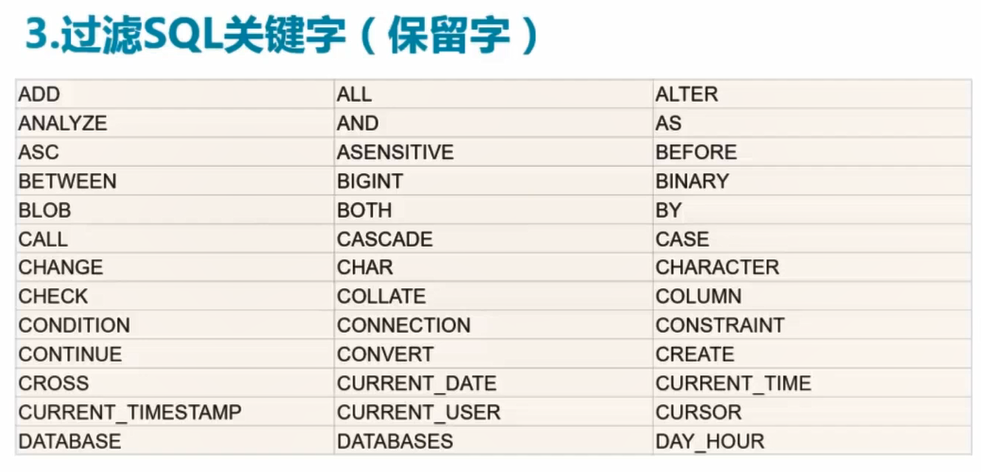 3.过滤SQL关键字（保留字）
ADD ALL ALTER
ANALYZE AND AS
ASC ASENSITIVE BEFORE
BETWEEN BIGINT BINARY
BLOB BOTH BY
CALL CASCADE CASE
CHANGE CHAR CHARACTER
CHECK COLLATE COLUMN
CONDITION CONNECTION CONSTRAINT
CONTINUE CONVERT CREATE
CROSS CURRENT_DATE CURRENT_TIME
CURRENT_TIMESTAMP CURRENT_USER CURSOR
DATABASE DATABASES DAY_HOUR